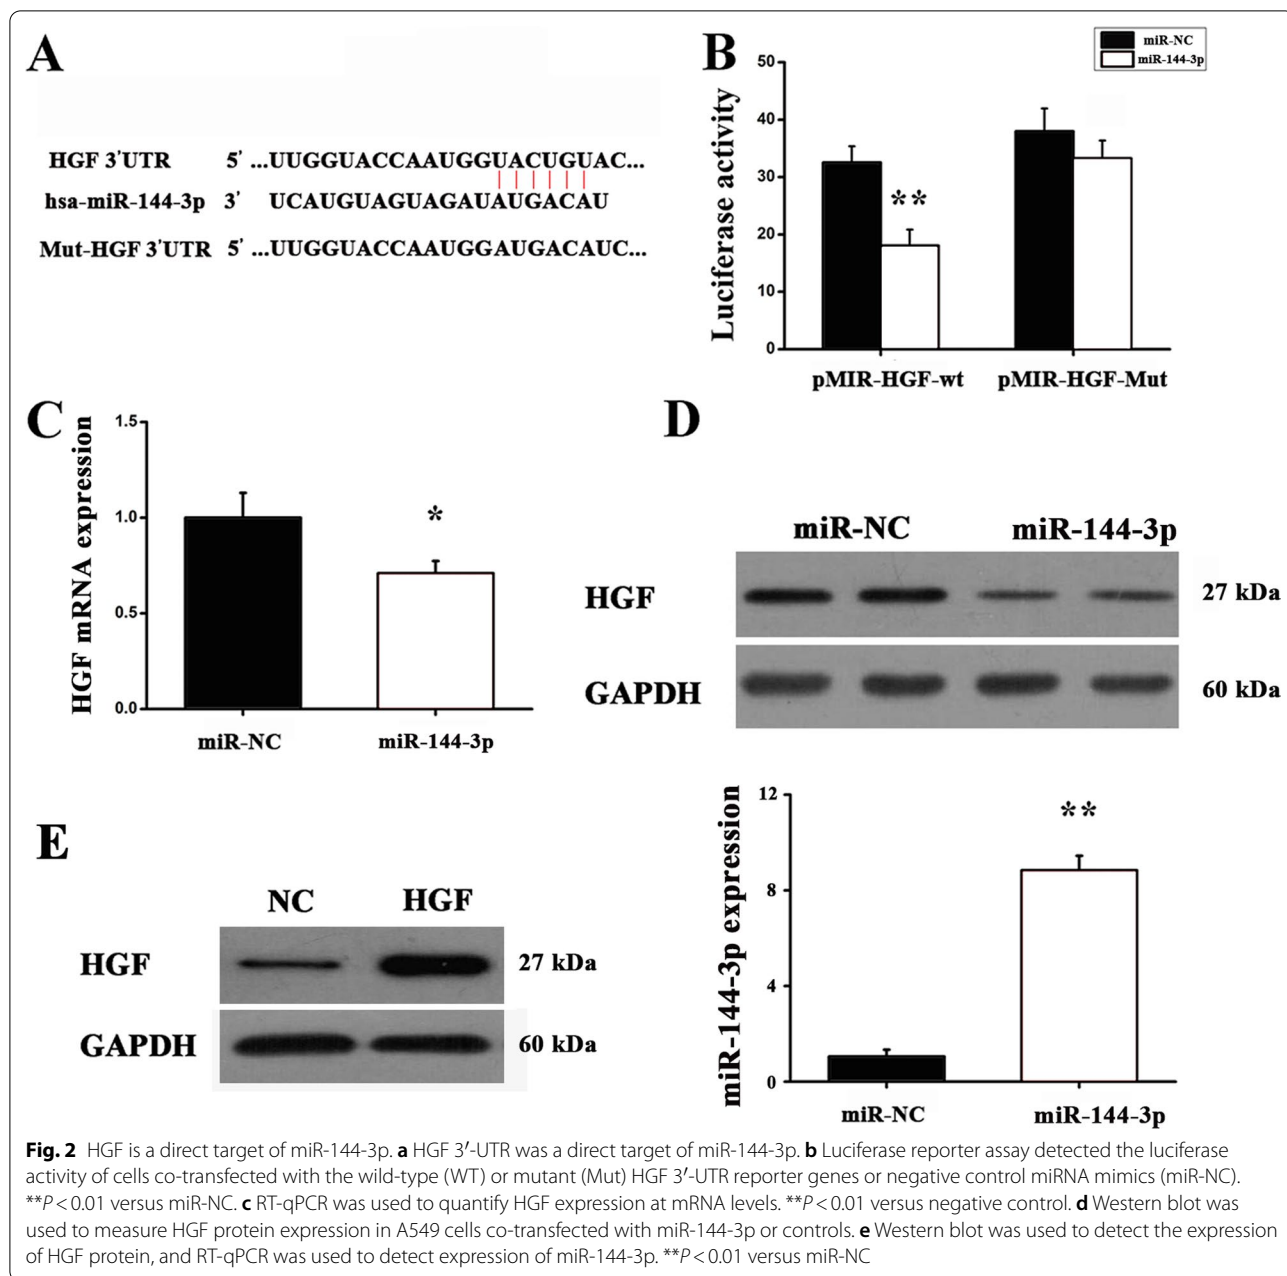 A
HGF 3'UTR 5' ...UUGGUACCAAUGGUACUGUAC...
hsa-miR-144-3p 3' UCAUGUAGUAGAUAUGACAU
Mut-HGF 3'UTR 5' ...UUGGUACCAAUGGAUGACAUC...
B
miR-NC
miR-144-3p
Luciferase activity
50
40
30
20
10
0
**
pMIR-HGF-wt pMIR-HGF-Mut
C
HGF mRNA expression
1.5
1.0
0.5
0.0
*
miR-NC miR-144-3p
D
miR-NC miR-144-3p
HGF 27 kDa
GAPDH 60 kDa
E
NC HGF
HGF 27 kDa
GAPDH 60 kDa
miR-144-3p expression
12
8
4
0
**
miR-NC miR-144-3p
Fig. 2 HGF is a direct target of miR-144-3p. a HGF 3′-UTR was a direct target of miR-144-3p. b Luciferase reporter assay detected the luciferase
activity of cells co-transfected with the wild-type (WT) or mutant (Mut) HGF 3′-UTR reporter genes or negative control miRNA mimics (miR-NC).
**P < 0.01 versus miR-NC. c RT-qPCR was used to quantify HGF expression at mRNA levels. **P < 0.01 versus negative control. d Western blot was
used to measure HGF protein expression in A549 cells co-transfected with miR-144-3p or controls. e Western blot was used to detect the expression
of HGF protein, and RT-qPCR was used to detect expression of miR-144-3p. **P < 0.01 versus miR-NC